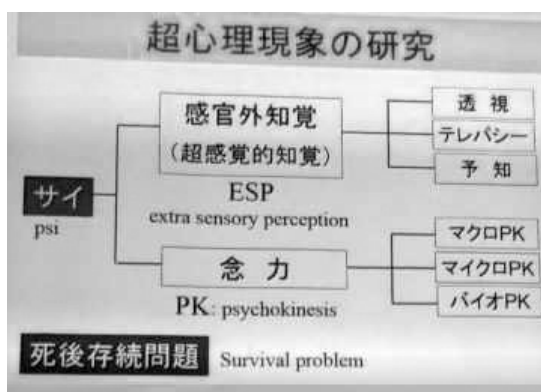 超心理現象の研究
感官外知覚
(超感覚的知覚)
ESP
extra sensory perception
透視
テレパシー
予知
サイ
psi
念力
PK: psychokinesis
マクロPK
マイクロPK
バイオPK
死後存続問題 Survival problem